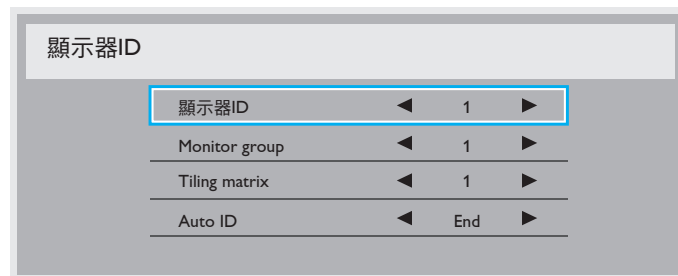 顯示器ID
顯示器ID ◀ 1 ▶
Monitor group ◀ 1 ▶
Tiling matrix ◀ 1 ▶
Auto ID ◀ End ▶